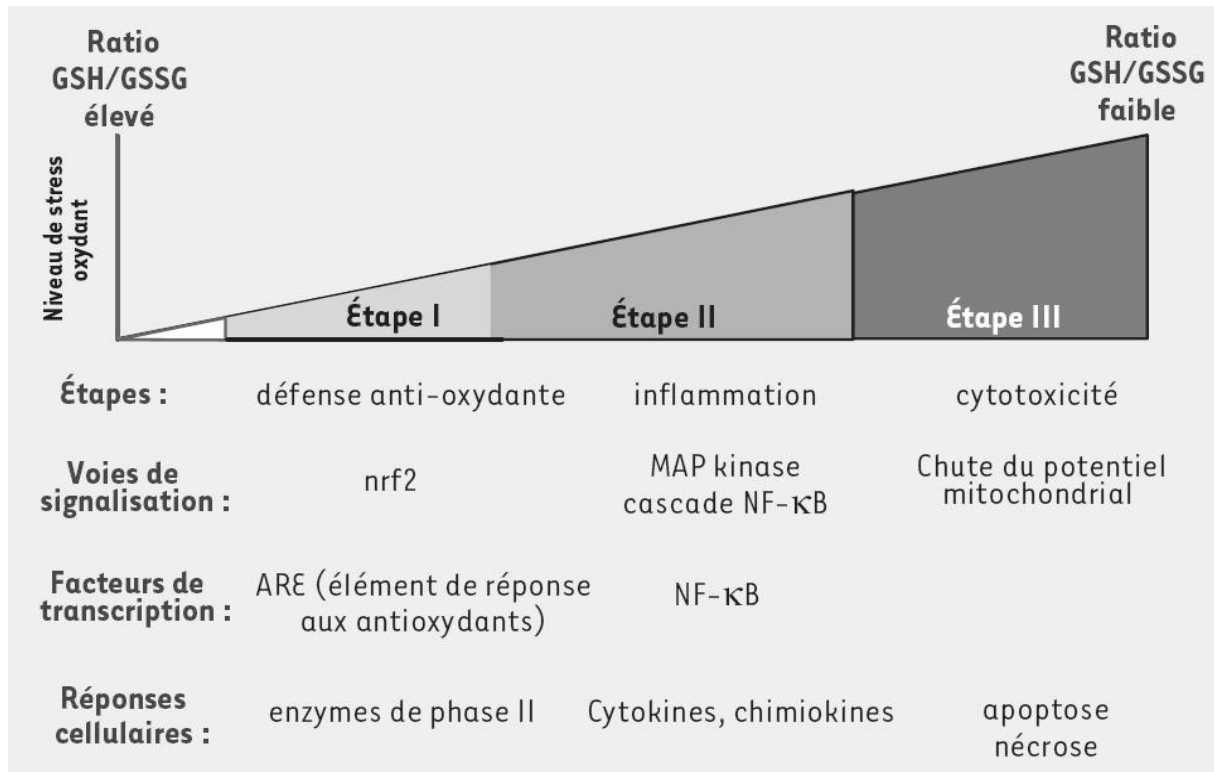 Ratio
GSH/GSSG
élevé
Ratio
GSH/GSSG
faible
Niveau de stress
oxydant
Étape I
Étape II
Étape III
Étapes :
défense anti-oxydante
inflammation
cytotoxicité
Voies de
signalisation :
nrf2
MAP kinase
cascade NF-κB
Chute du potentiel
mitochondrial
Facteurs de
transcription :
ARE (élément de réponse
aux antioxydants)
NF-κB
Réponses
cellulaires :
enzymes de phase II
Cytokines, chimiokines
apoptose
nécrose